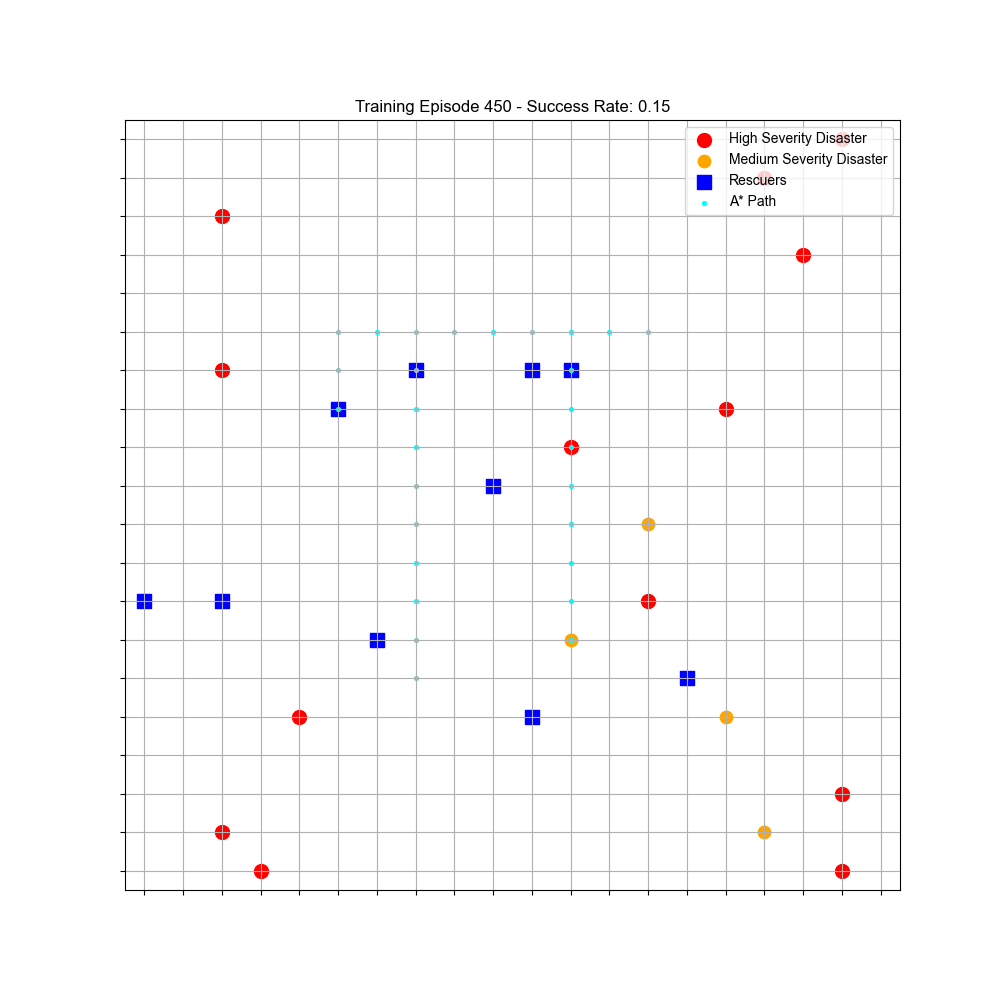 Training Episode 450 - Success Rate: 0.15
High Severity Disaster
Medium Severity Disaster
Rescuers
A* Path